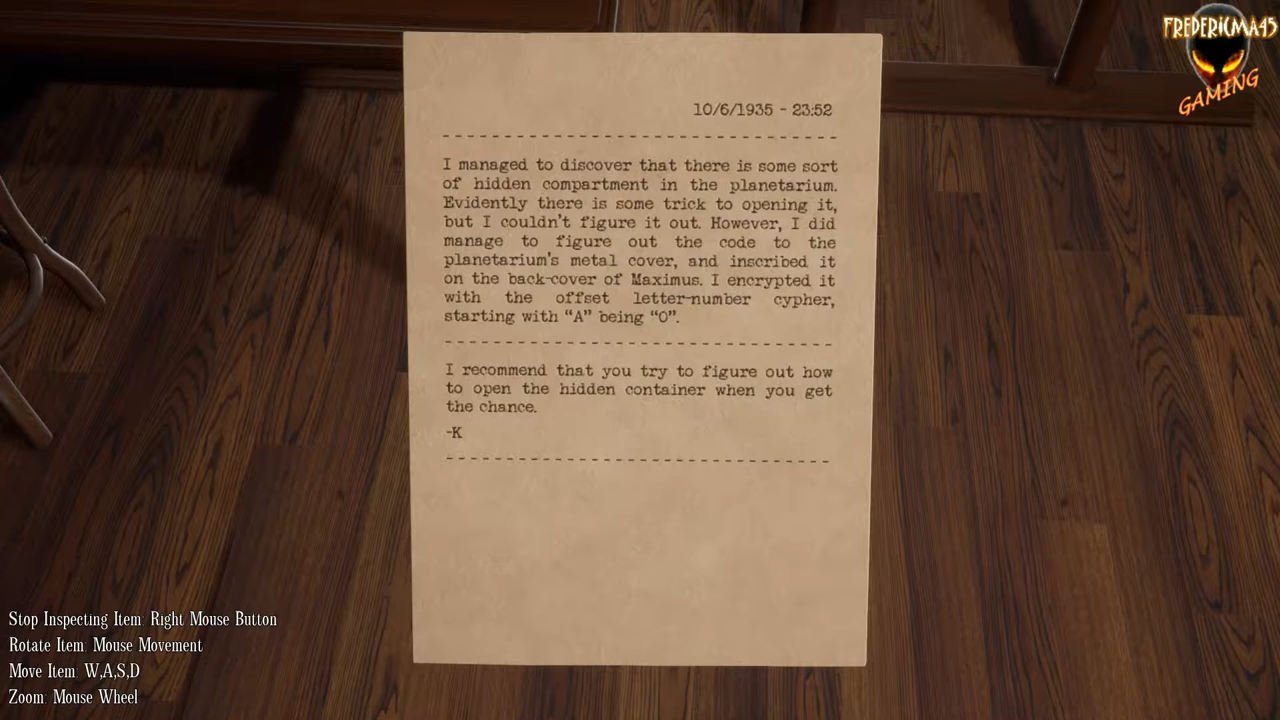 FREDERICMA45
GAMING
10/6/1935 - 23:52
I managed to discover that there is some sort
of hidden compartment in the planetarium.
Evidently there is some trick to opening it,
but I couldn't figure it out. However, I did
manage to figure out the code to the
planetarium's metal cover, and inscribed it
on the back-cover of Maximus. I encrypted it
with the offset letter-number cypher,
starting with “A” being “0”.
I recommend that you try to figure out how
to open the hidden container when you get
the chance.
-K
Stop Inspecting Item: Right Mouse Button
Rotate Item: Mouse Movement
Move Item: W,A,S,D
Zoom: Mouse Wheel